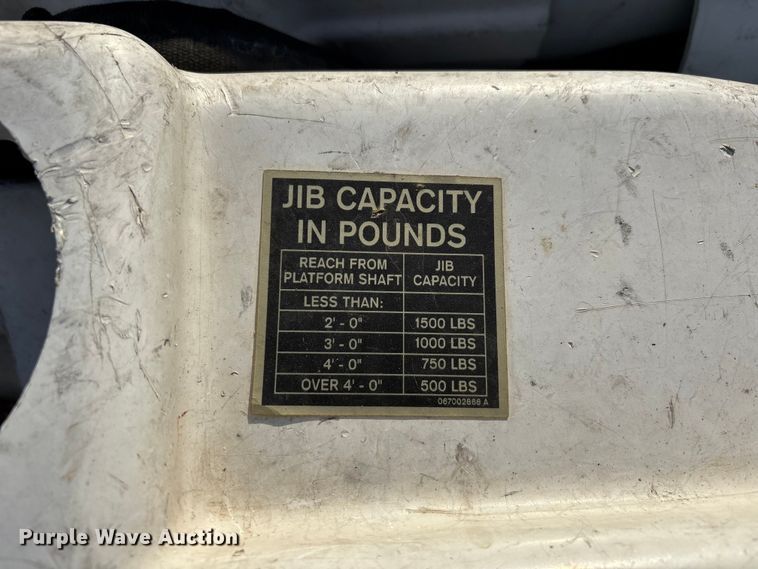 JIB CAPACITY
IN POUNDS
REACH FROM PLATFORM SHAFT JIB CAPACITY
LESS THAN:
2' - 0" 1500 LBS
3' - 0" 1000 LBS
4' - 0" 750 LBS
OVER 4' - 0" 500 LBS
067002868 A
Purple Wave Auction